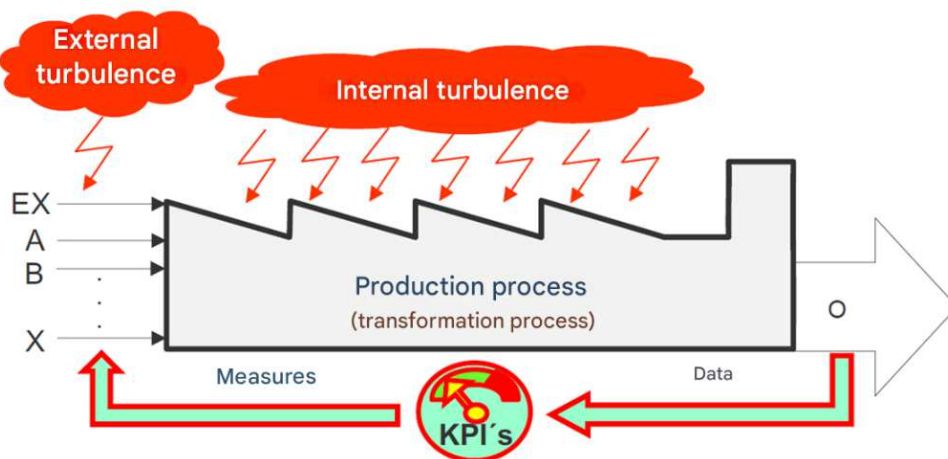 External
turbulence
Internal turbulence
EX
A
B
X
Production process
(transformation process)
O
Measures
Data
KPI´s